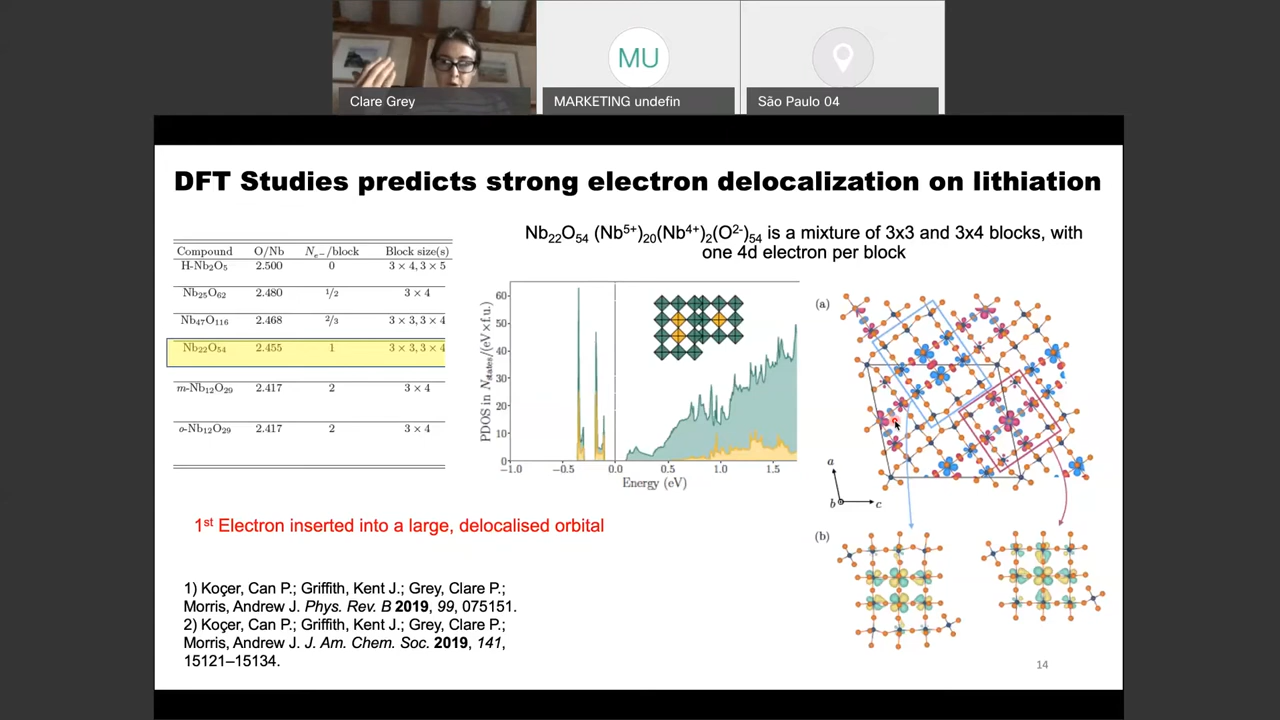 Clare Grey
MU
MARKETING undefin
São Paulo 04
DFT Studies predicts strong electron delocalization on lithiation
Nb₂₂O₅₄ (Nb⁵⁺)₂₀(Nb⁴⁺)₂(O²⁻)₅₄ is a mixture of 3x3 and 3x4 blocks, with
one 4d electron per block
Compound O/Nb Nₑ₋/block Block size(s)
H-Nb₂O₅ 2.500 0 3 × 4, 3 × 5
Nb₂₅O₆₂ 2.480 1/2 3 × 4
Nb₄₇O₁₁₆ 2.468 2/3 3 × 3, 3 × 4
Nb₂₂O₅₄ 2.455 1 3 × 3, 3 × 4
m-Nb₁₂O₂₉ 2.417 2 3 × 4
o-Nb₁₂O₂₉ 2.417 2 3 × 4
PDOS in Nstates/(eV×f.u.)
60
50
40
30
20
10
0
−1.0 −0.5 0.0 0.5 1.0 1.5
Energy (eV)
(a)
a
b c
(b)
1ˢᵗ Electron inserted into a large, delocalised orbital
1) Koçer, Can P.; Griffith, Kent J.; Grey, Clare P.;
Morris, Andrew J. Phys. Rev. B 2019, 99, 075151.
2) Koçer, Can P.; Griffith, Kent J.; Grey, Clare P.;
Morris, Andrew J. J. Am. Chem. Soc. 2019, 141,
15121–15134.
14